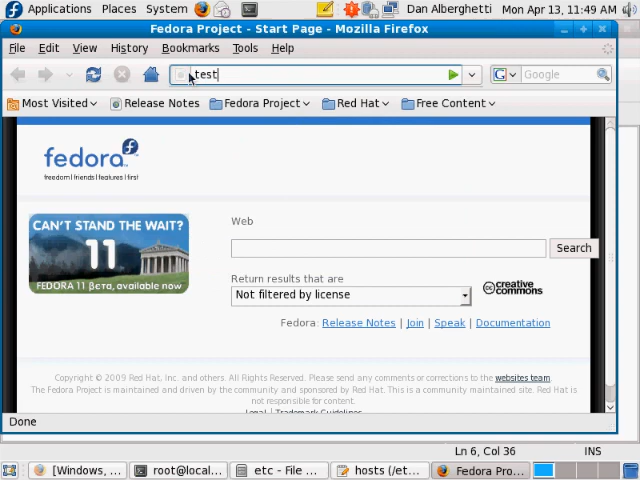 Applications Places System Dan Alberghetti Mon Apr 13, 11:49 AM
Fedora Project - Start Page - Mozilla Firefox
File Edit View History Bookmarks Tools Help
test Google
Most Visited Release Notes Fedora Project Red Hat Free Content
fedora
freedom | friends | features | first
CAN'T STAND THE WAIT?
11
FEDORA 11 βετα, available now
Web
Search
Return results that are
Not filtered by license
creative commons
Fedora: Release Notes | Join | Speak | Documentation
Copyright © 2009 Red Hat, Inc. and others. All Rights Reserved. Please send any comments or corrections to the websites team.
The Fedora Project is maintained and driven by the community and sponsored by Red Hat. This is a community maintained site. Red Hat is
not responsible for content.
Legal | Trademark Guidelines
Done
Ln 6, Col 36 INS
[Windows, ... root@local... etc - File ... hosts (/et... Fedora Pro...